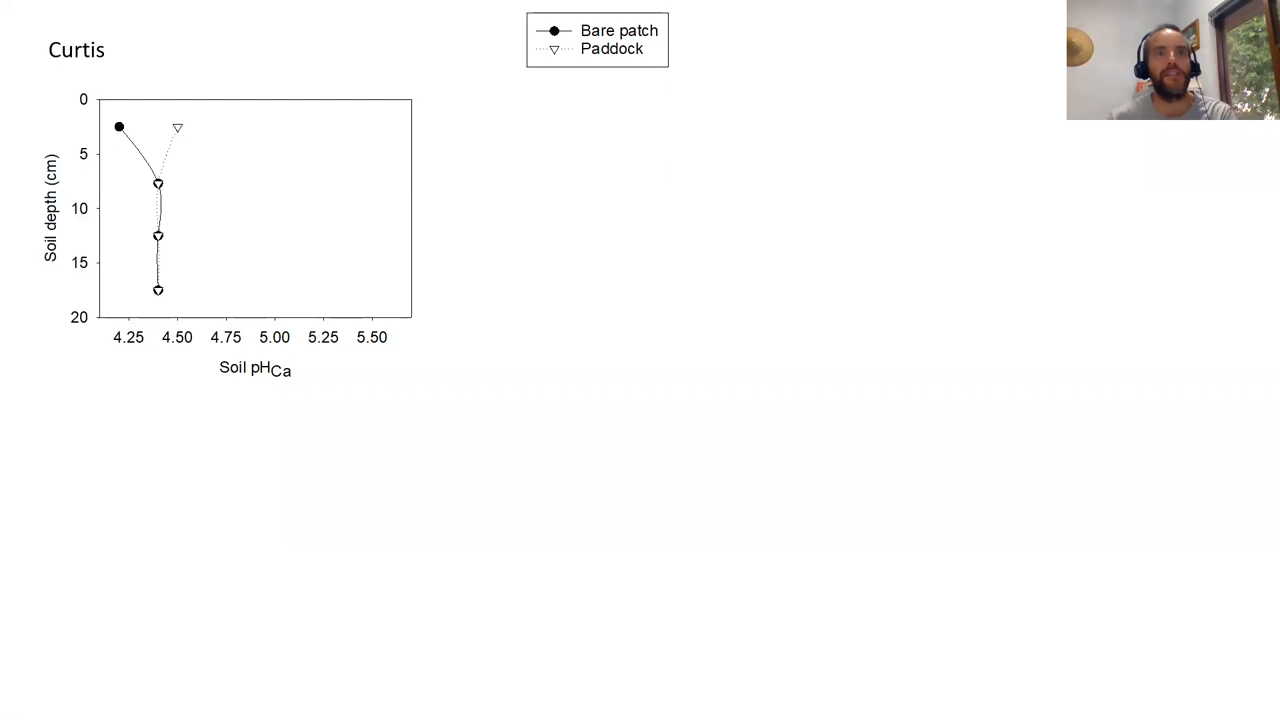 Curtis
Bare patch
Paddock
0
5
10
15
20
Soil depth (cm)
4.25 4.50 4.75 5.00 5.25 5.50
Soil pHCa